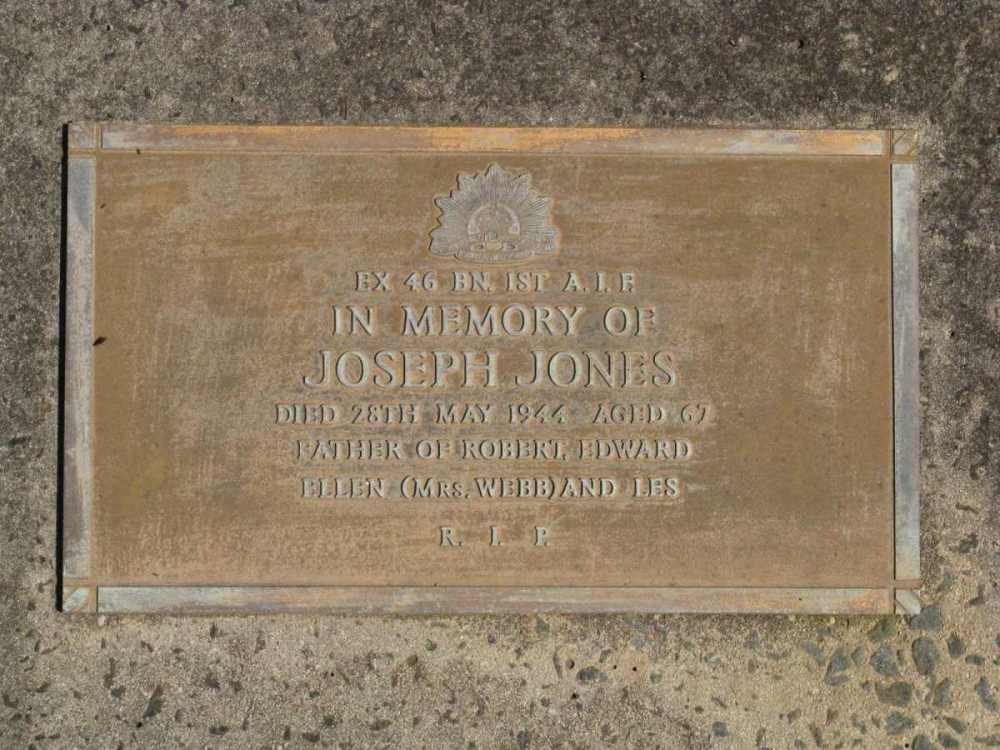 EX 46 BN. 1ST A.I.F.
IN MEMORY OF
JOSEPH JONES
DIED 28TH MAY 1944 AGED 67
FATHER OF ROBERT, EDWARD
ELLEN (MRS. WEBB) AND LES
R. I. P.